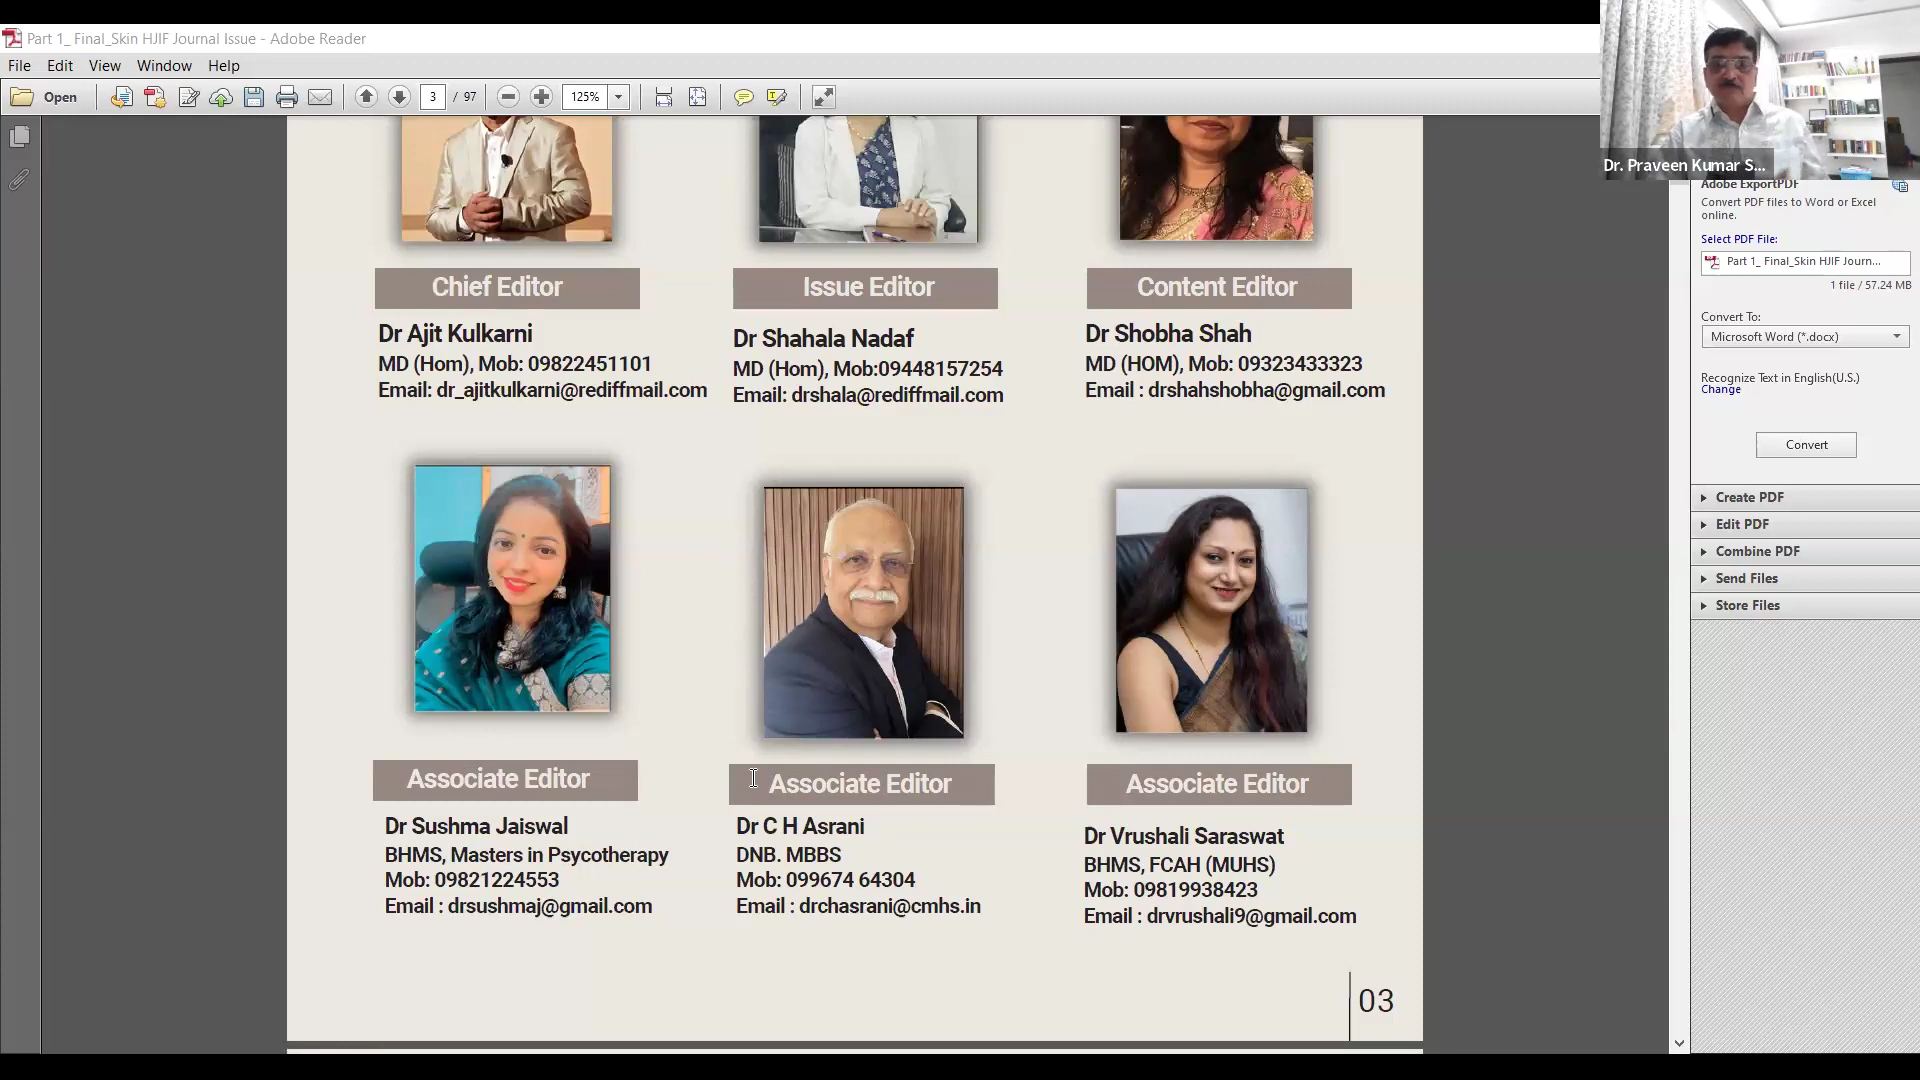 Part 1_ Final_Skin HJIF Journal Issue - Adobe Reader
File Edit View Window Help
Open 3 / 97 125%
Dr. Praveen Kumar S...
Adobe ExportPDF
Convert PDF files to Word or Excel
online.
Select PDF File:
Part 1_ Final_Skin HJIF Journ...
1 file / 57.24 MB
Convert To:
Microsoft Word (*.docx)
Recognize Text in English(U.S.)
Change
Convert
Create PDF
Edit PDF
Combine PDF
Send Files
Store Files
Chief Editor
Dr Ajit Kulkarni
MD (Hom), Mob: 09822451101
Email: dr_ajitkulkarni@rediffmail.com
Issue Editor
Dr Shahala Nadaf
MD (Hom), Mob:09448157254
Email: drshala@rediffmail.com
Content Editor
Dr Shobha Shah
MD (HOM), Mob: 09323433323
Email : drshahshobha@gmail.com
Associate Editor
Dr Sushma Jaiswal
BHMS, Masters in Psycotherapy
Mob: 09821224553
Email : drsushmaj@gmail.com
Associate Editor
Dr C H Asrani
DNB. MBBS
Mob: 099674 64304
Email : drchasrani@cmhs.in
Associate Editor
Dr Vrushali Saraswat
BHMS, FCAH (MUHS)
Mob: 09819938423
Email : drvrushali9@gmail.com
03